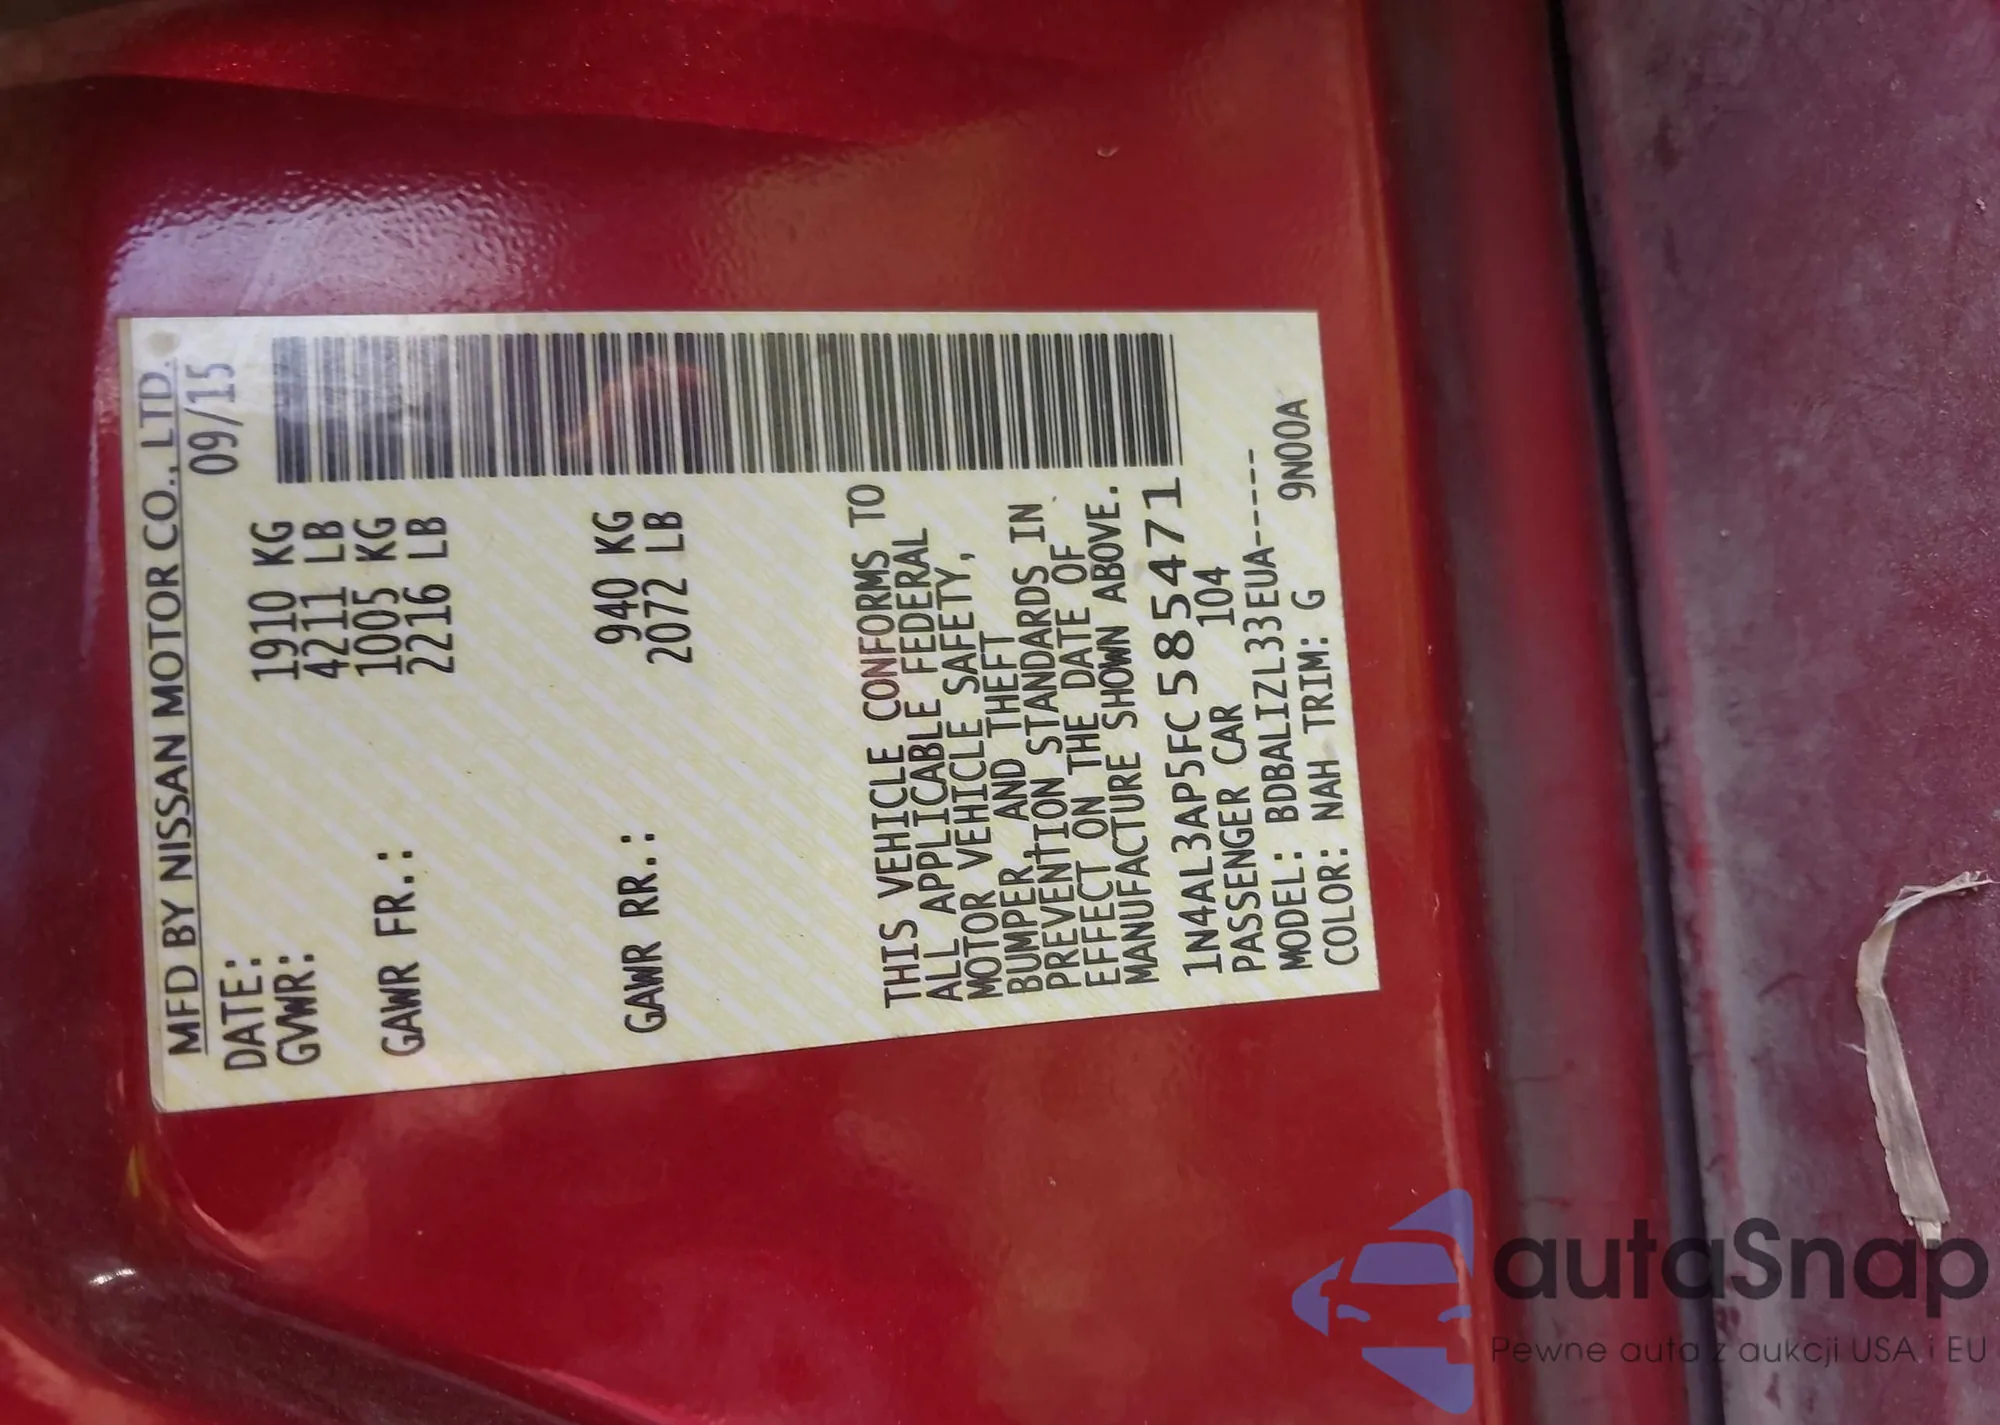 MFD BY NISSAN MOTOR CO., LTD.
DATE: 09/15
GVWR: 1910 KG
4211 LB
GAWR FR.: 1005 KG
2216 LB
GAWR RR.: 940 KG
2072 LB
THIS VEHICLE CONFORMS TO
ALL APPLICABLE FEDERAL
MOTOR VEHICLE SAFETY,
BUMPER, AND THEFT
PREVENTION STANDARDS IN
EFFECT ON THE DATE OF
MANUFACTURE SHOWN ABOVE.
1N4AL3AP5FC585471
PASSENGER CAR 104
MODEL: BDBALIZL33EUA-----
COLOR: NAH TRIM: G 9N00A
autaSnap
Pewne auta z aukcji USA i EU